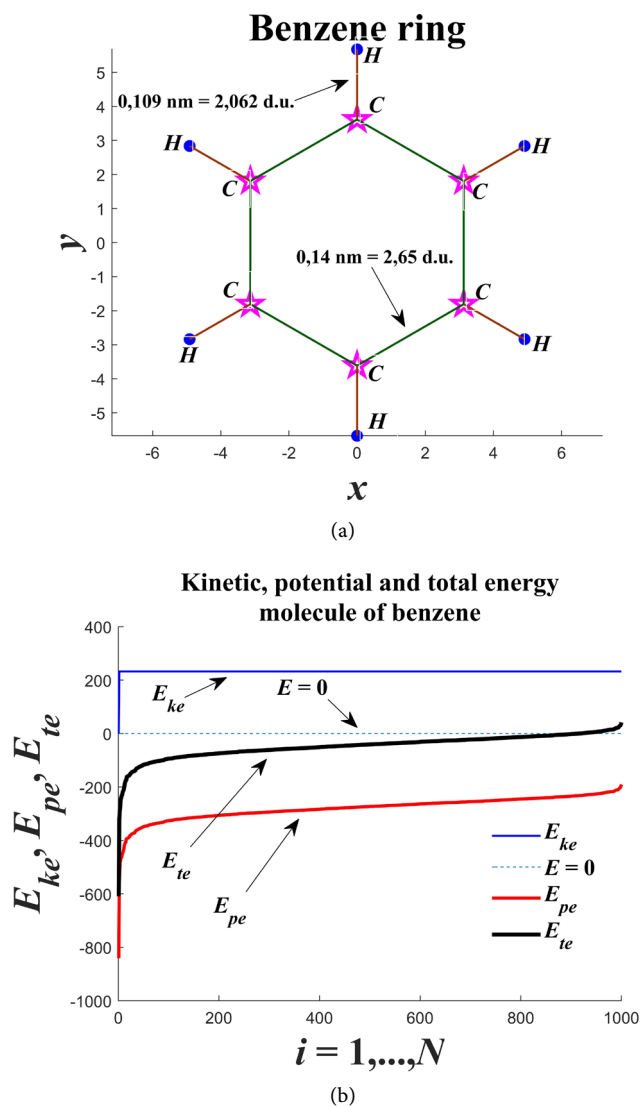 Benzene ring
H
0,109 nm = 2,062 d.u.
C
H
H
C
C
0,14 nm = 2,65 d.u.
C
C
H
C
H
H
y
5
4
3
2
1
0
-1
-2
-3
-4
-5
-6 -4 -2 0 2 4 6
x
(a)
Kinetic, potential and total energy
molecule of benzene
E_ke, E_pe, E_te
400
200
0
-200
-400
-600
-800
-1000
E_ke
E = 0
E_te
E_pe
E_ke
E = 0
E_pe
E_te
0 200 400 600 800 1000
i = 1,...,N
(b)